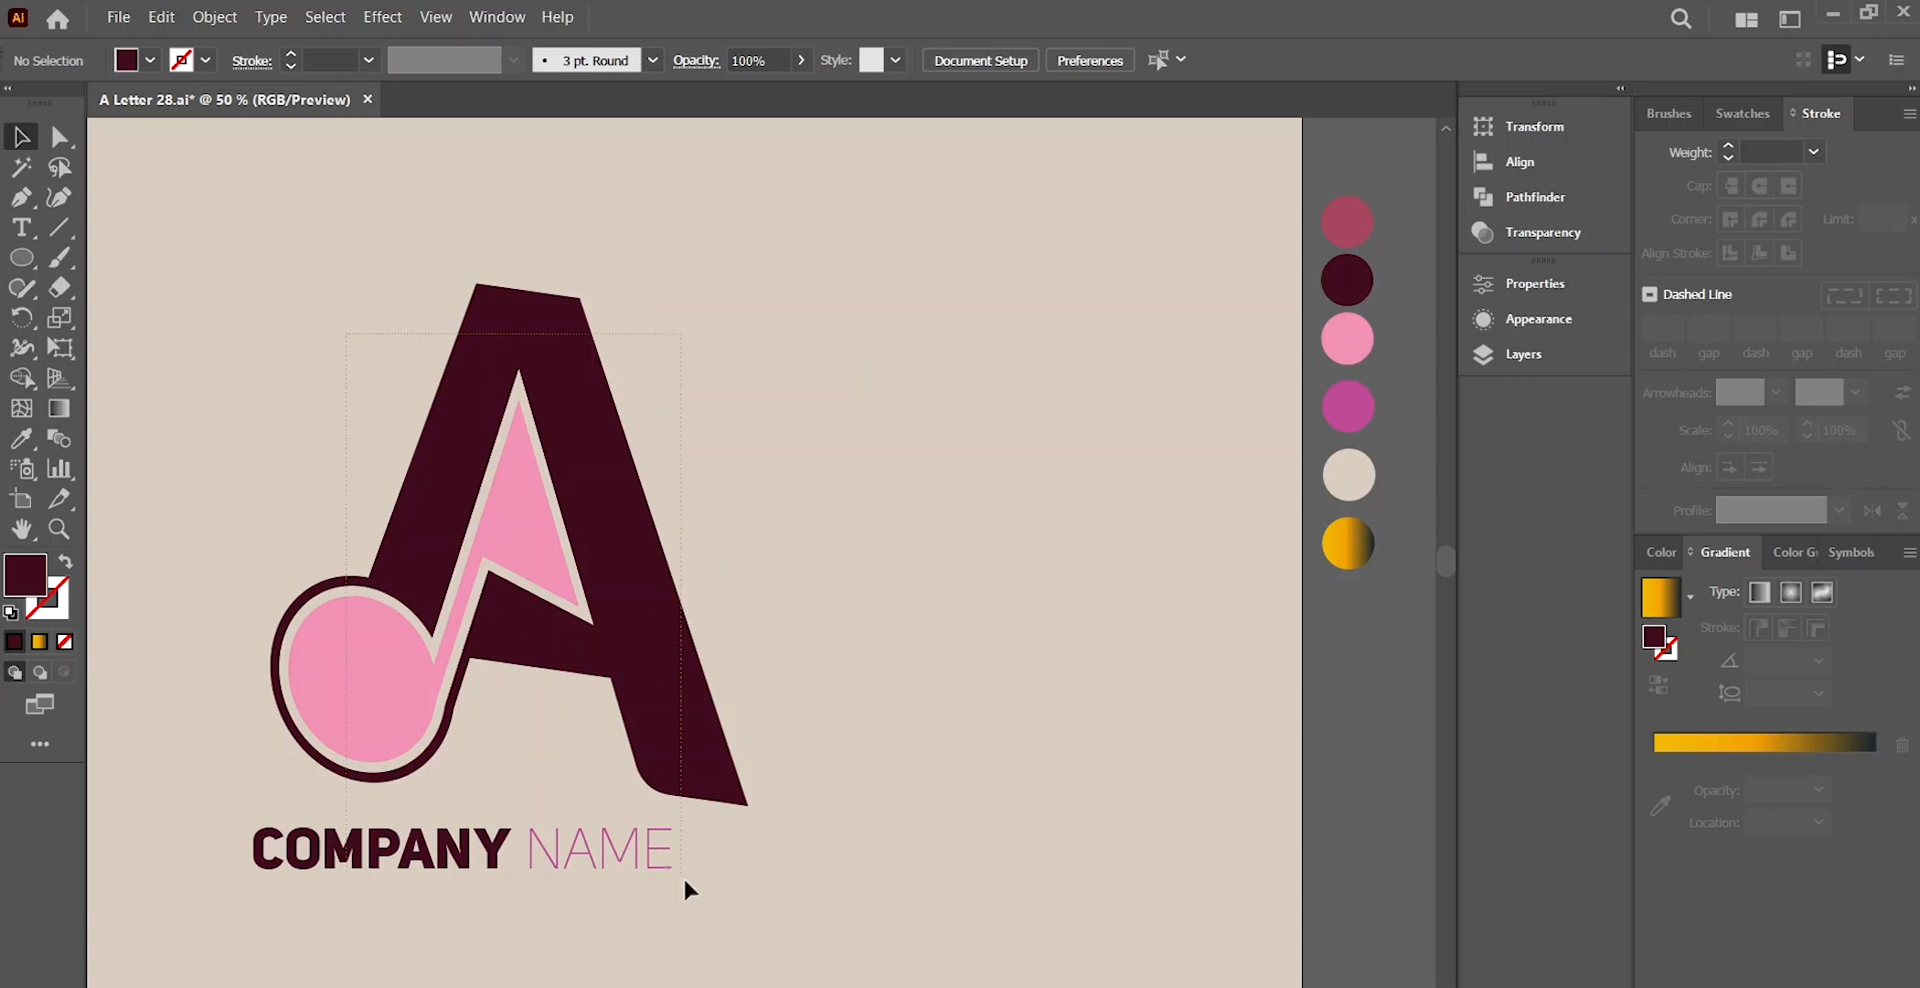 Ai File Edit Object Type Select Effect View Window Help
No Selection Stroke: 3 pt. Round Opacity: 100% Style: Document Setup Preferences
A Letter 28.ai* @ 50 % (RGB/Preview) ×
Transform
Align
Pathfinder
Transparency
Properties
Appearance
Layers
Brushes Swatches Stroke
Weight:
Cap:
Corner: Limit: x
Align Stroke:
Dashed Line
dash gap dash gap dash gap
Arrowheads:
Scale: 100% 100%
Align:
Profile:
Color Gradient Color G Symbols
Type:
Stroke:
Opacity:
Location:
T
A
COMPANY NAME